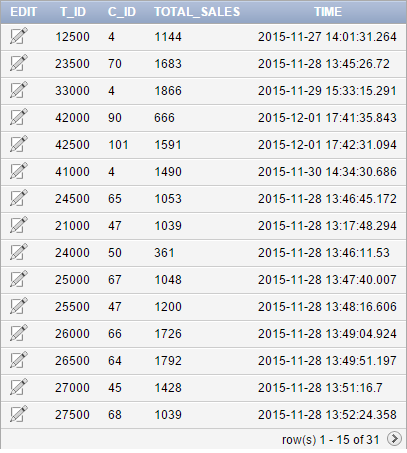 EDIT T_ID C_ID TOTAL_SALES TIME
12500 4 1144 2015-11-27 14:01:31.264
23500 70 1683 2015-11-28 13:45:26.72
33000 4 1866 2015-11-29 15:33:15.291
42000 90 666 2015-12-01 17:41:35.843
42500 101 1591 2015-12-01 17:42:31.094
41000 4 1490 2015-11-30 14:34:30.686
24500 65 1053 2015-11-28 13:46:45.172
21000 47 1039 2015-11-28 13:17:48.294
24000 50 361 2015-11-28 13:46:11.53
25000 67 1048 2015-11-28 13:47:40.007
25500 47 1200 2015-11-28 13:48:16.606
26000 66 1726 2015-11-28 13:49:04.924
26500 64 1792 2015-11-28 13:49:51.197
27000 45 1428 2015-11-28 13:51:16.7
27500 68 1039 2015-11-28 13:52:24.358
row(s) 1 - 15 of 31